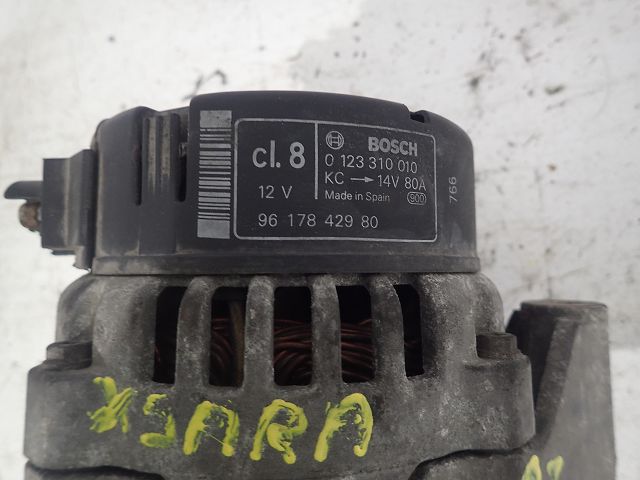 cl.8
12 V
BOSCH
0 123 310 010
KC → 14V 80A
Made in Spain 900
96 178 429 80
766
XSARA